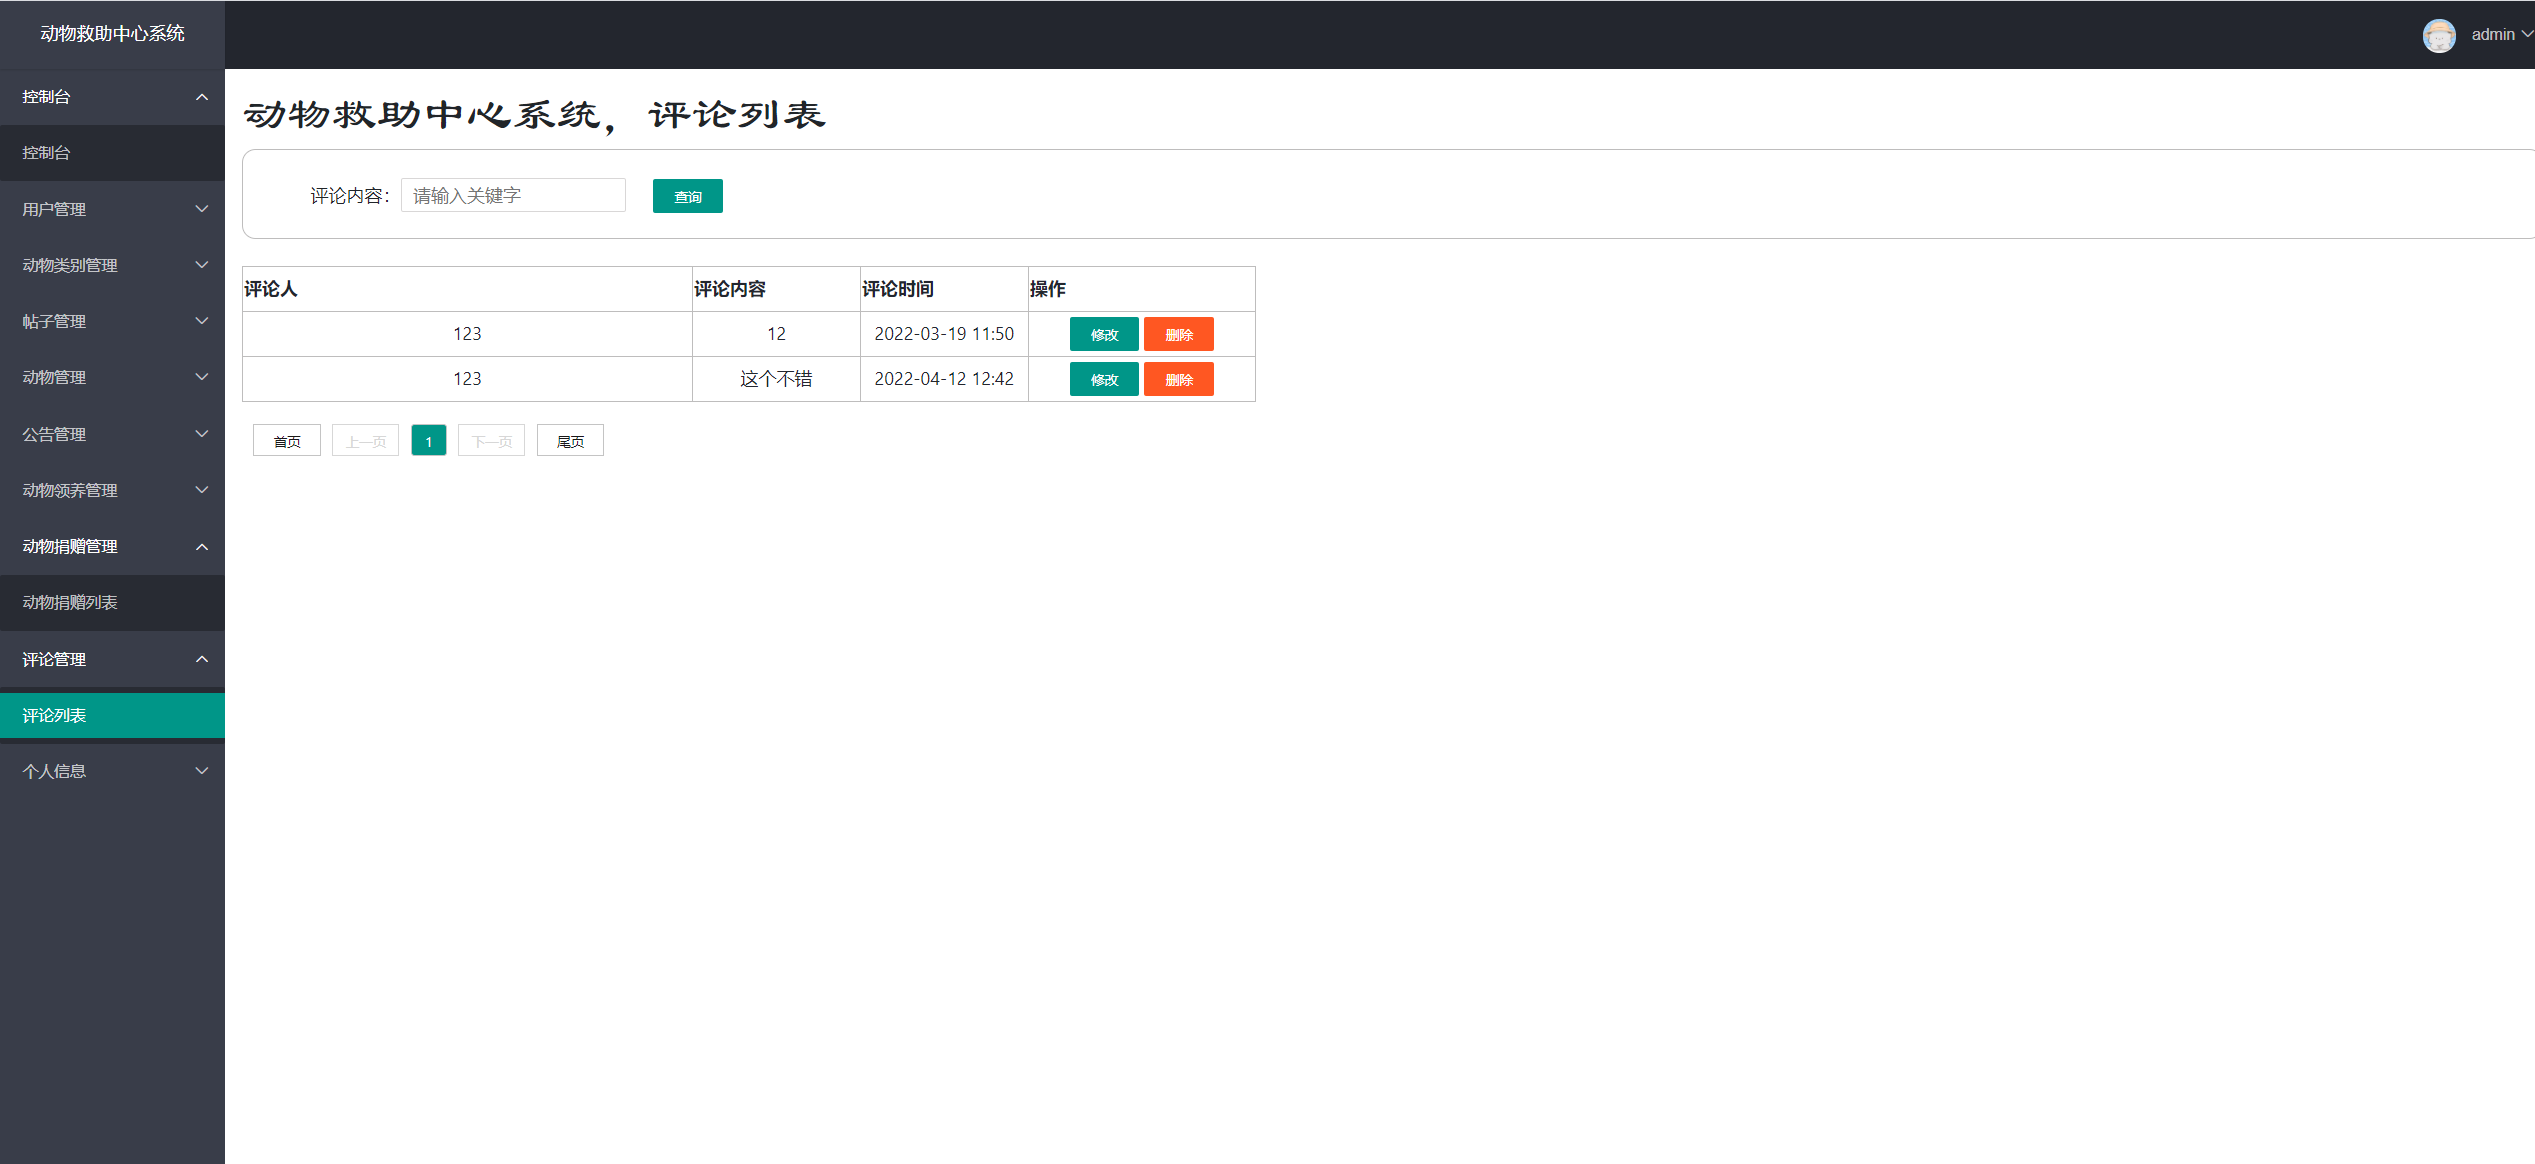 动物救助中心系统
admin
控制台
控制台
用户管理
动物类别管理
帖子管理
动物管理
公告管理
动物领养管理
动物捐赠管理
动物捐赠列表
评论管理
评论列表
个人信息
动物救助中心系统，评论列表
评论内容： 请输入关键字 查询
评论人 评论内容 评论时间 操作
123 12 2022-03-19 11:50 修改 删除
123 这个不错 2022-04-12 12:42 修改 删除
首页 上一页 1 下一页 尾页